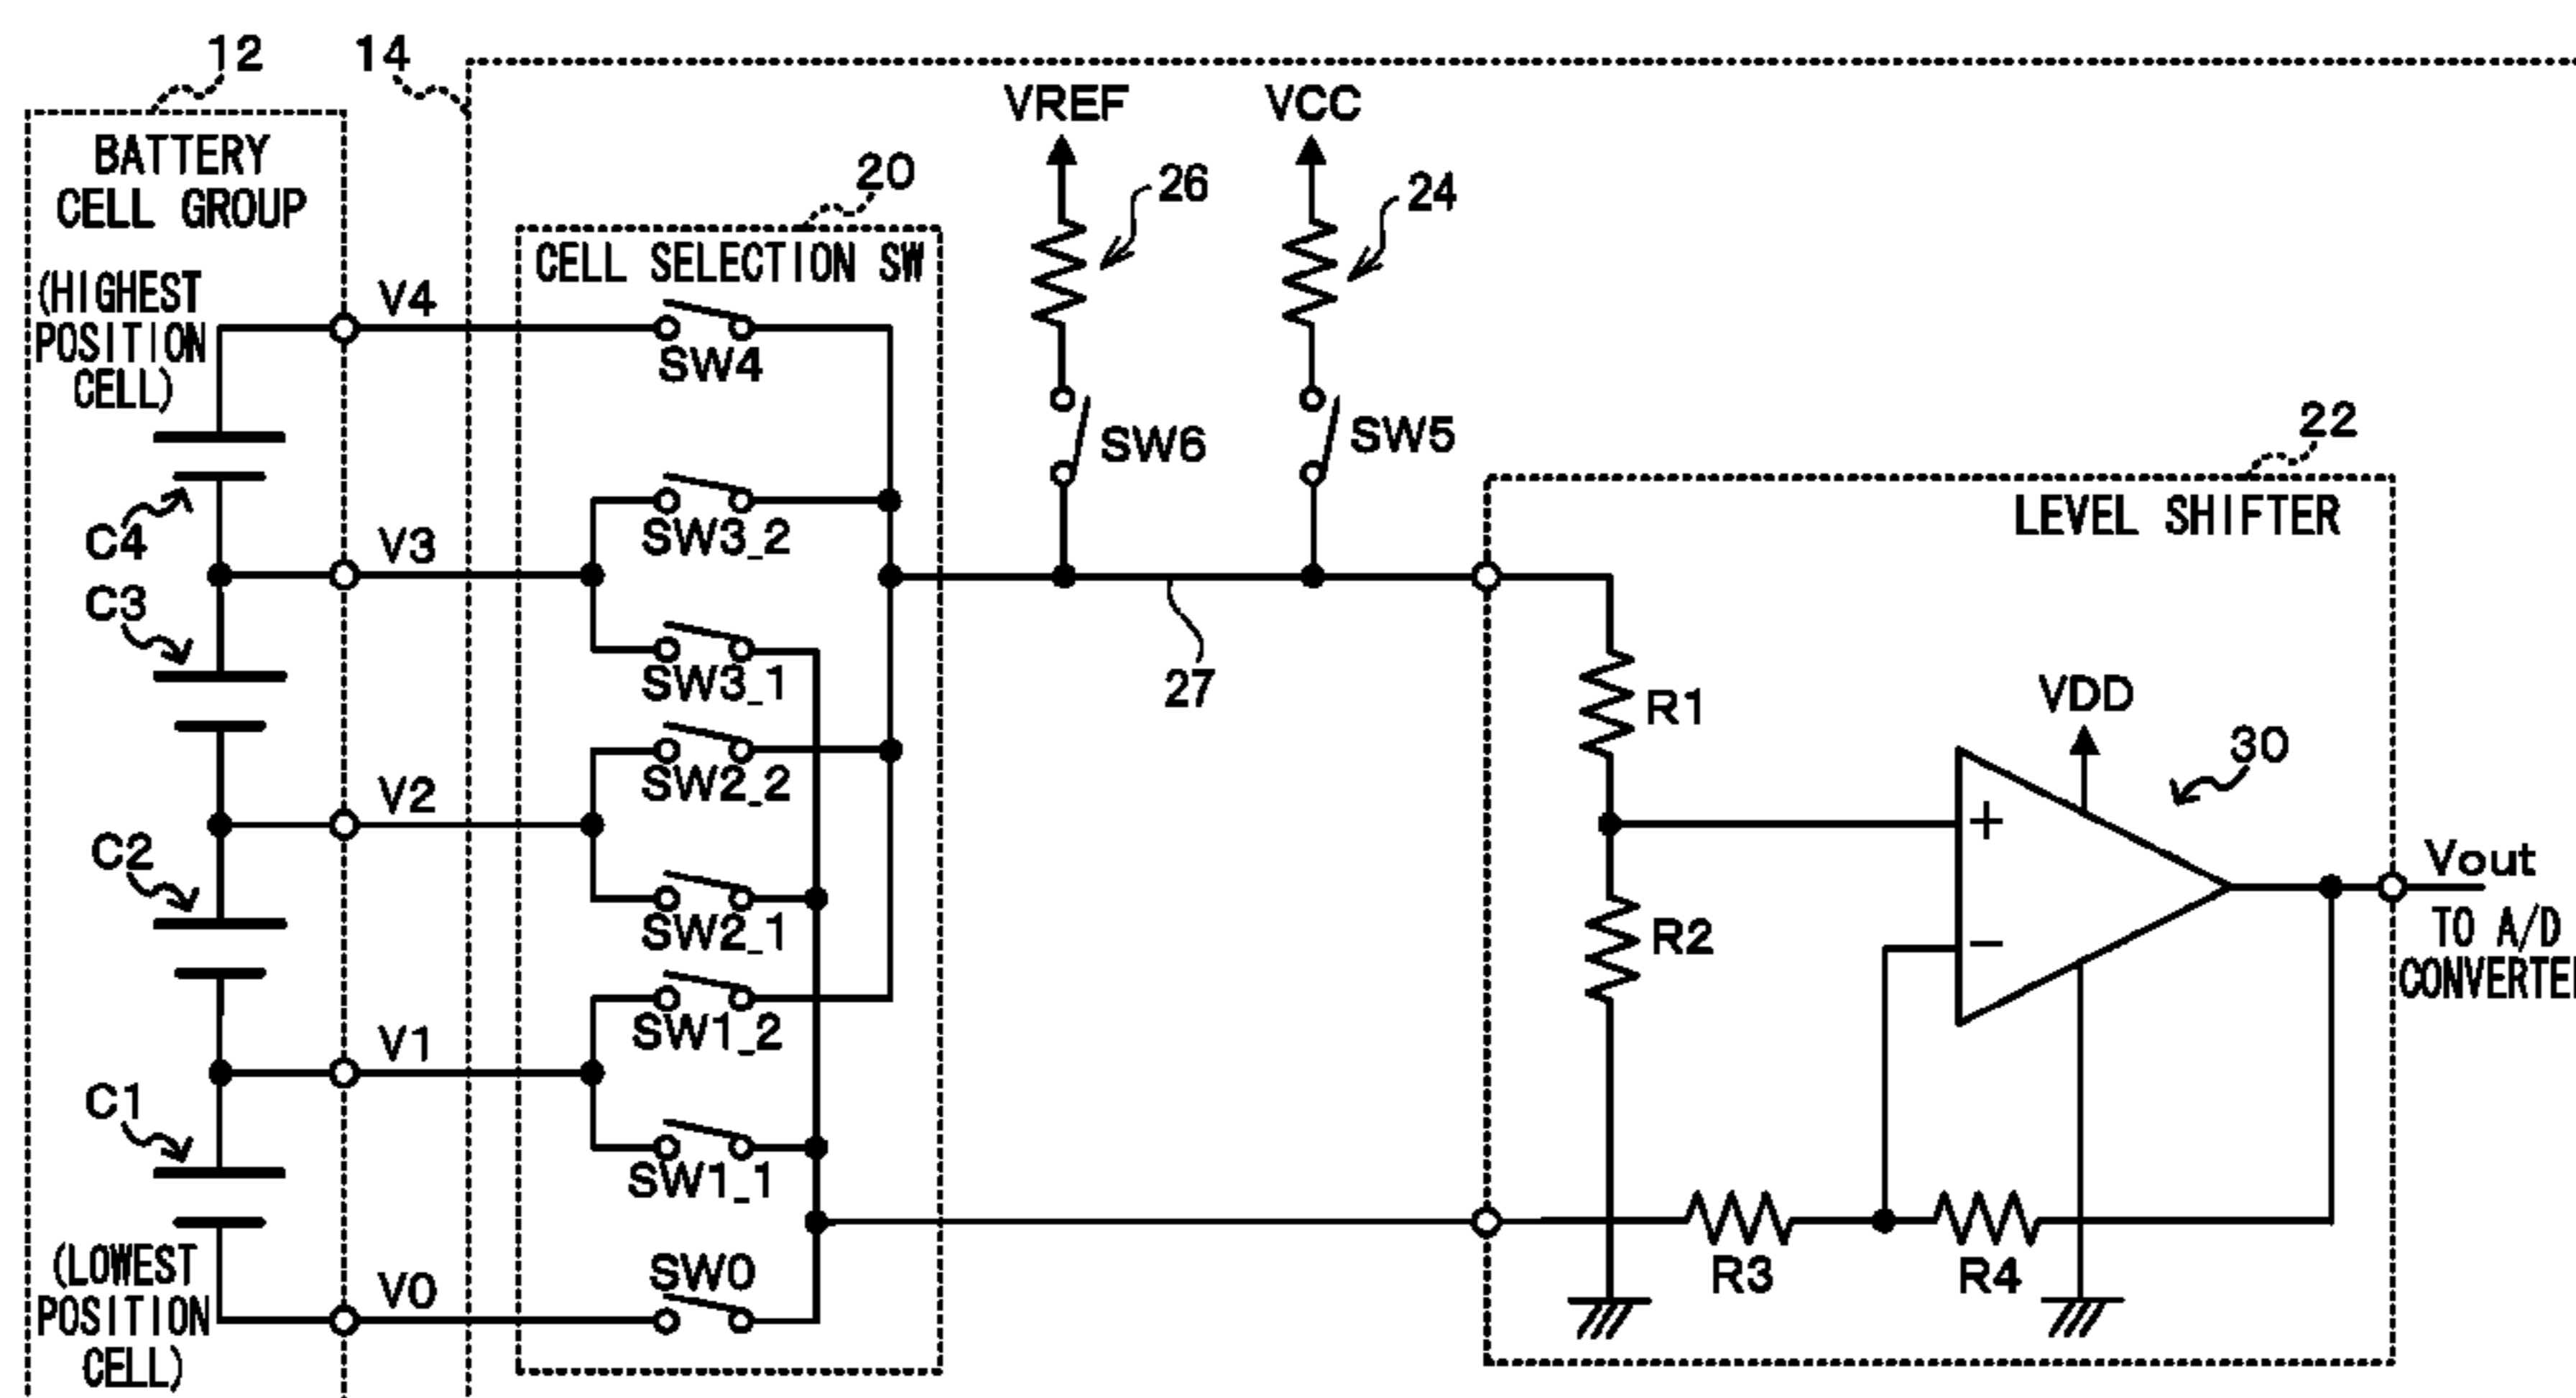 12
14
BATTERY
CELL GROUP
(HIGHEST
POSITION
CELL)
C4
C3
C2
C1
(LOWEST
POSITION
CELL)
V4
V3
V2
V1
V0
20
CELL SELECTION SW
SW4
SW3_2
SW3_1
SW2_2
SW2_1
SW1_2
SW1_1
SW0
VREF
26
SW6
VCC
24
SW5
27
22
LEVEL SHIFTER
R1
R2
VDD
30
+
−
R3
R4
Vout
TO A/D